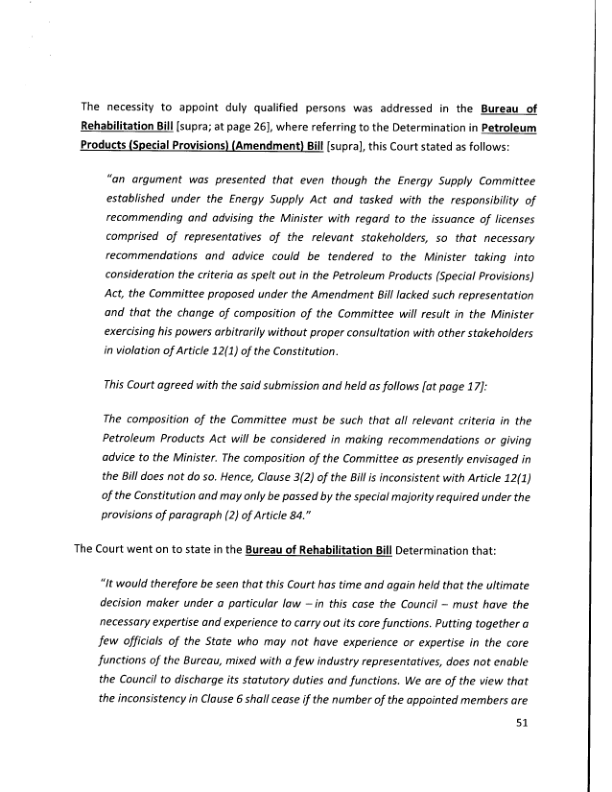 The necessity to appoint duly qualified persons was addressed in the Bureau of
Rehabilitation Bill [supra; at page 26], where referring to the Determination in Petroleum
Products (Special Provisions) (Amendment) Bill [supra], this Court stated as follows:
"an argument was presented that even though the Energy Supply Committee
established under the Energy Supply Act and tasked with the responsibility of
recommending and advising the Minister with regard to the issuance of licenses
comprised of representatives of the relevant stakeholders, so that necessary
recommendations and advice could be tendered to the Minister taking into
consideration the criteria as spelt out in the Petroleum Products (Special Provisions)
Act, the Committee proposed under the Amendment Bill lacked such representation
and that the change of composition of the Committee will result in the Minister
exercising his powers arbitrarily without proper consultation with other stakeholders
in violation of Article 12(1) of the Constitution.
This Court agreed with the said submission and held as follows [at page 17]:
The composition of the Committee must be such that all relevant criteria in the
Petroleum Products Act will be considered in making recommendations or giving
advice to the Minister. The composition of the Committee as presently envisaged in
the Bill does not do so. Hence, Clause 3(2) of the Bill is inconsistent with Article 12(1)
of the Constitution and may only be passed by the special majority required under the
provisions of paragraph (2) of Article 84."
The Court went on to state in the Bureau of Rehabilitation Bill Determination that:
"It would therefore be seen that this Court has time and again held that the ultimate
decision maker under a particular law – in this case the Council – must have the
necessary expertise and experience to carry out its core functions. Putting together a
few officials of the State who may not have experience or expertise in the core
functions of the Bureau, mixed with a few industry representatives, does not enable
the Council to discharge its statutory duties and functions. We are of the view that
the inconsistency in Clause 6 shall cease if the number of the appointed members are
51